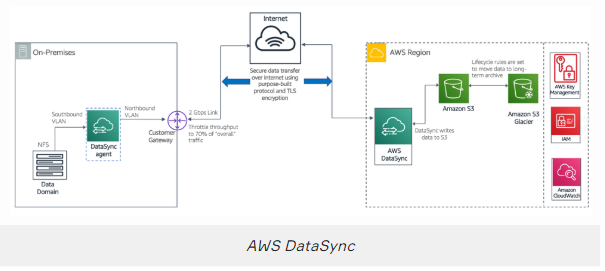 Internet
Secure data transfer
over Internet using
purpose-built
protocol and TLS
encryption
On-Premises
Southbound
VLAN
Northbound
VLAN
NFS
Data
Domain
DataSync
agent
Customer
Gateway
2 Gbps Link
Throttle throughput
to 70% of "overall"
traffic
AWS Region
Lifecycle rules are set
to move data to long-
term archive
Amazon S3
Amazon S3
Glacier
DataSync writes
data to S3
AWS
DataSync
AWS Key
Management
IAM
Amazon
CloudWatch
AWS DataSync